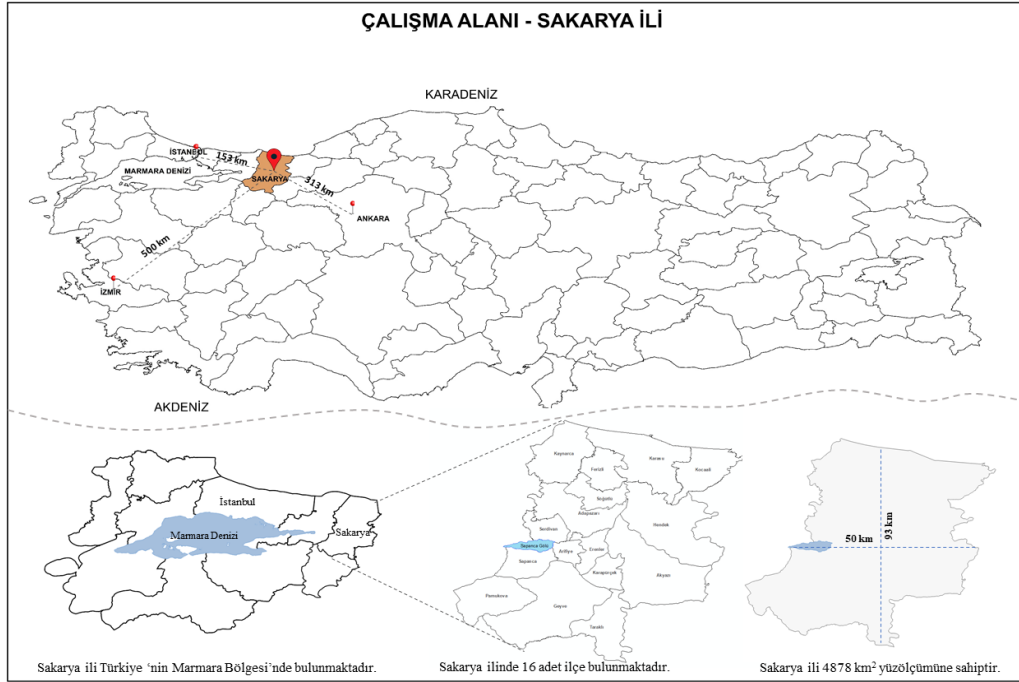 ÇALIŞMA ALANI - SAKARYA İLİ
KARADENİZ
İSTANBUL
153 km
MARMARA DENİZİ
SAKARYA
313 km
ANKARA
500 km
İZMİR
AKDENİZ
İstanbul
Marmara Denizi
Sakarya
Kaynarca
Ferizli
Karasu
Kocaali
Söğütlü
Adapazarı
Serdivan
Hendek
Sapanca Gölü
Arifiye
Erenler
Sapanca
Karapürçek
Akyazı
Pamukova
Geyve
Taraklı
50 km
93 km
Sakarya ili Türkiye ‘nin Marmara Bölgesi’nde bulunmaktadır.
Sakarya ilinde 16 adet ilçe bulunmaktadır.
Sakarya ili 4878 km² yüzölçümüne sahiptir.